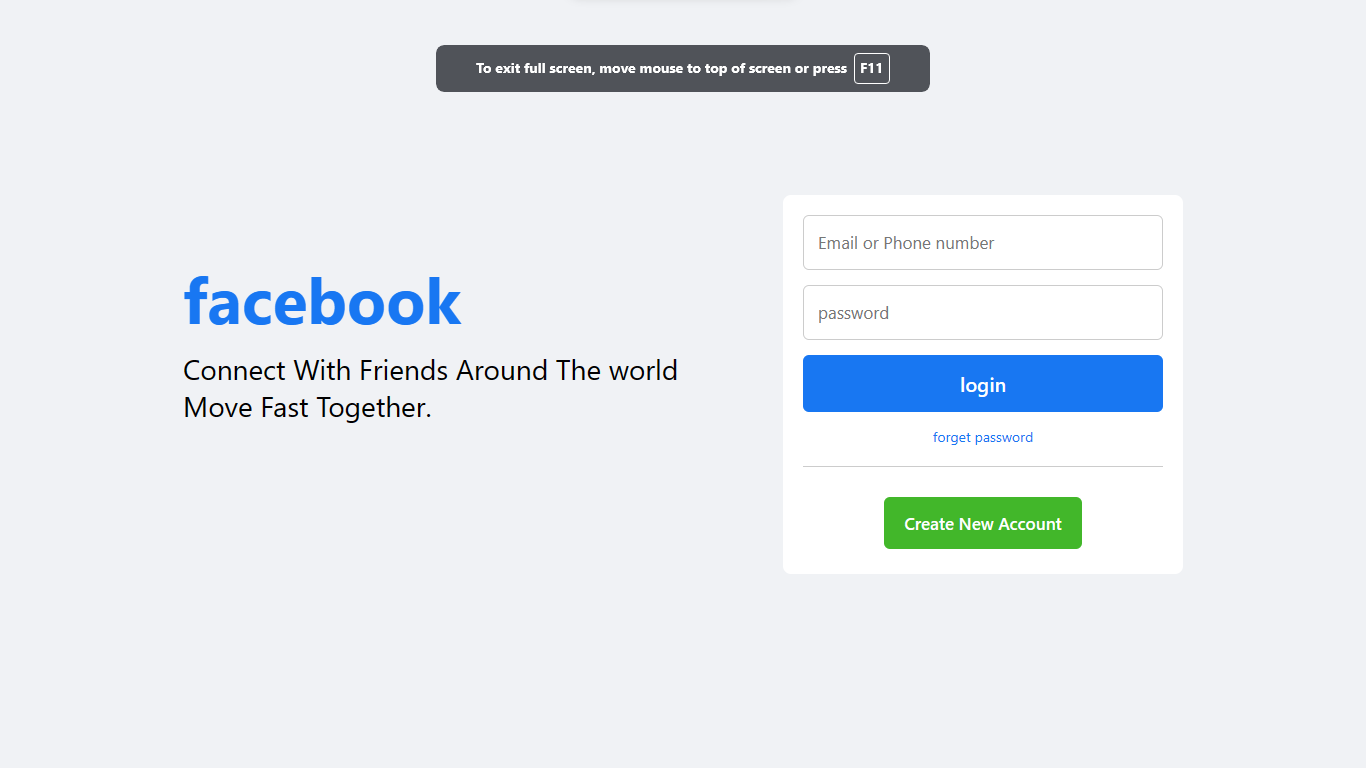 To exit full screen, move mouse to top of screen or press F11
facebook
Connect With Friends Around The world
Move Fast Together.
Email or Phone number
password
login
forget password
Create New Account